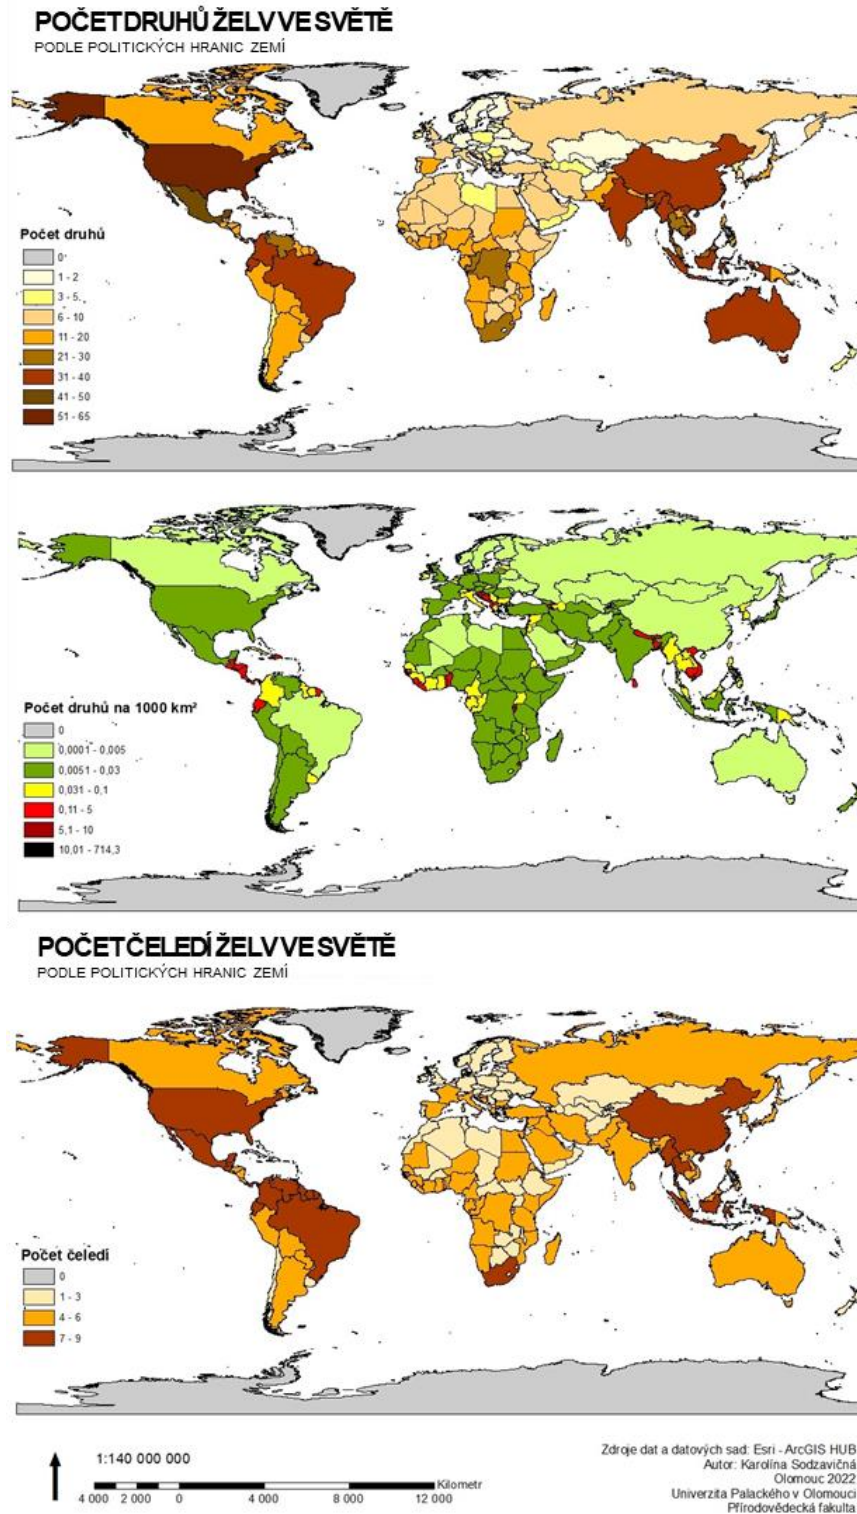 POČET DRUHŮ ŽELV VE SVĚTĚ
PODLE POLITICKÝCH HRANIC ZEMÍ
Počet druhů
0
1 - 2
3 - 5
6 - 10
11 - 20
21 - 30
31 - 40
41 - 50
51 - 65
Počet druhů na 1000 km²
0
0,0001 - 0,005
0,0051 - 0,03
0,031 - 0,1
0,11 - 5
5,1 - 10
10,01 - 714,3
POČET ČELEDÍ ŽELV VE SVĚTĚ
PODLE POLITICKÝCH HRANIC ZEMÍ
Počet čeledí
0
1 - 3
4 - 6
7 - 9
1:140 000 000
Kilometr
4 000 2 000 0 4 000 8 000 12 000
Zdroje dat a datových sad: Esri - ArcGIS HUB
Autor: Karolína Sodzavičná
Olomouc 2022
Univerzita Palackého v Olomouci
Přírodovědecká fakulta